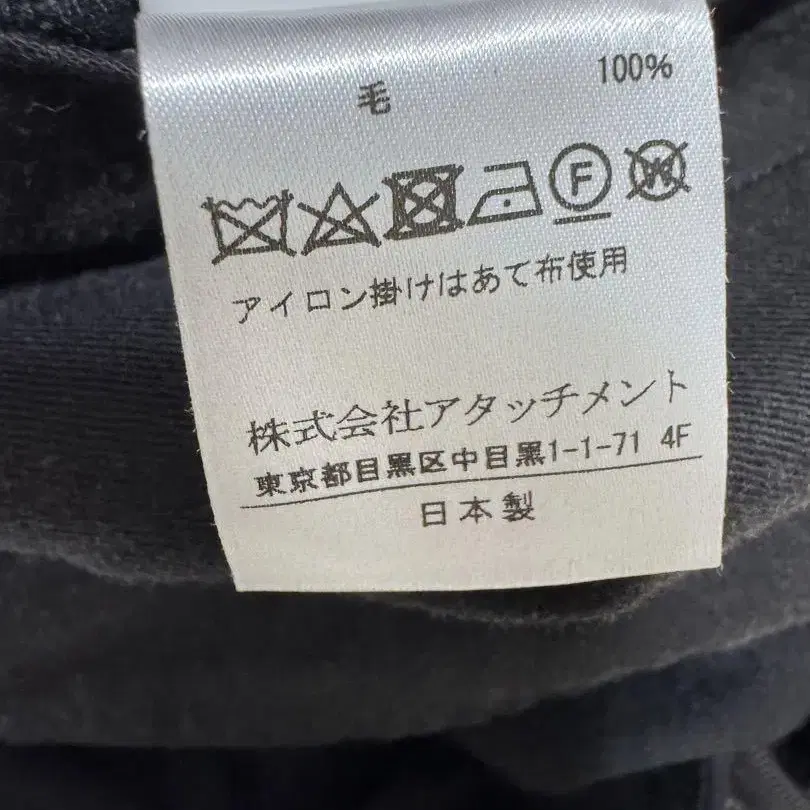 毛 100%
F W
アイロン掛けはあて布使用
株式会社アタッチメント
東京都目黒区中目黒1-1-71 4F
日本製